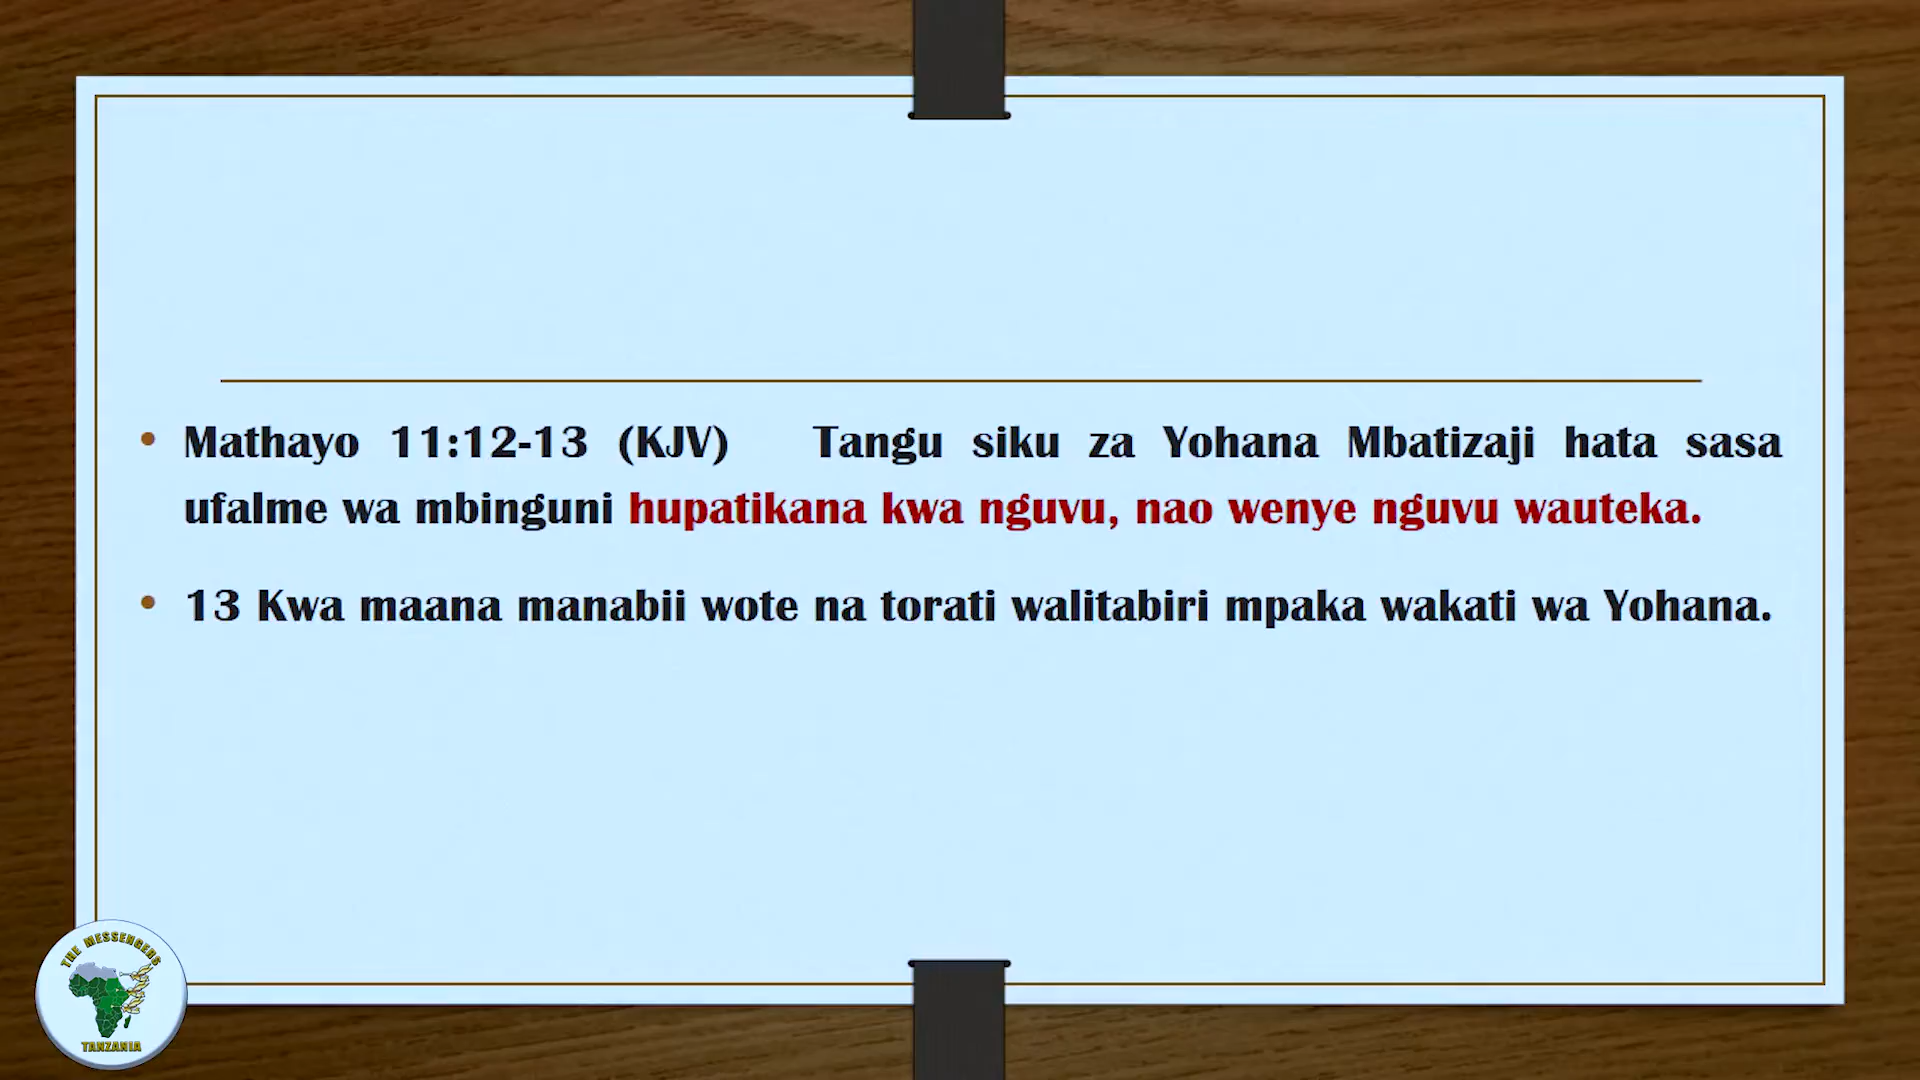 • Mathayo 11:12-13 (KJV) Tangu siku za Yohana Mbatizaji hata sasa
ufalme wa mbinguni hupatikana kwa nguvu, nao wenye nguvu wauteka.
• 13 Kwa maana manabii wote na torati walitabiri mpaka wakati wa Yohana.
THE MESSENGERS
TANZANIA